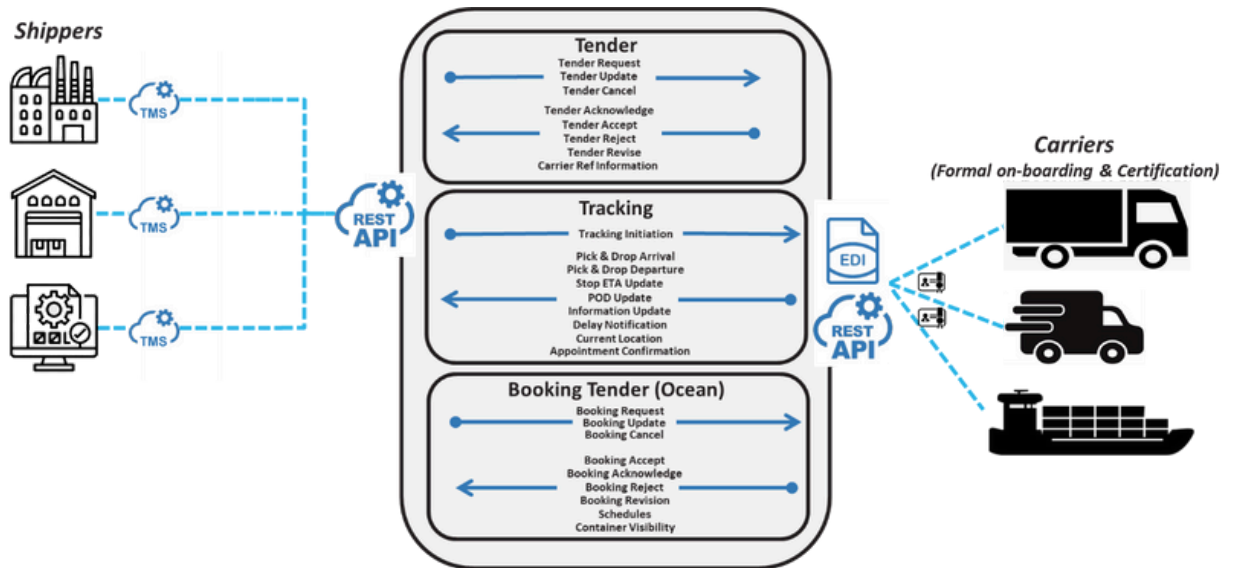 Shippers
TMS
TMS
TMS
REST
API
Tender
Tender Request
Tender Update
Tender Cancel
Tender Acknowledge
Tender Accept
Tender Reject
Tender Revise
Carrier Ref Information
Tracking
Tracking Initiation
Pick & Drop Arrival
Pick & Drop Departure
Stop ETA Update
POD Update
Information Update
Delay Notification
Current Location
Appointment Confirmation
Booking Tender (Ocean)
Booking Request
Booking Update
Booking Cancel
Booking Accept
Booking Acknowledge
Booking Reject
Booking Revision
Schedules
Container Visibility
EDI
REST
API
Carriers
(Formal on-boarding & Certification)